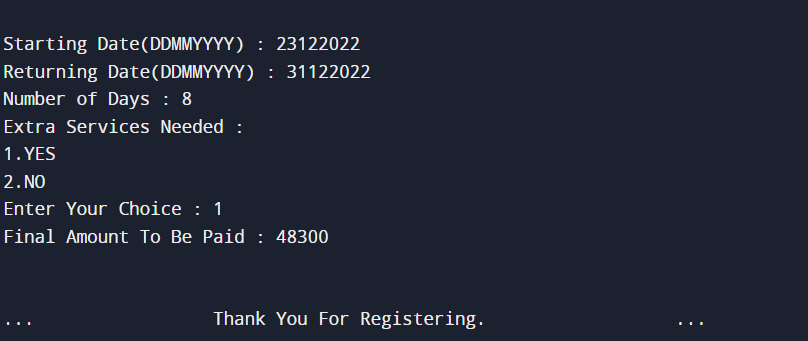 Starting Date(DDMMYYYY) : 23122022
Returning Date(DDMMYYYY) : 31122022
Number of Days : 8
Extra Services Needed :
1.YES
2.NO
Enter Your Choice : 1
Final Amount To Be Paid : 48300
... Thank You For Registering. ...